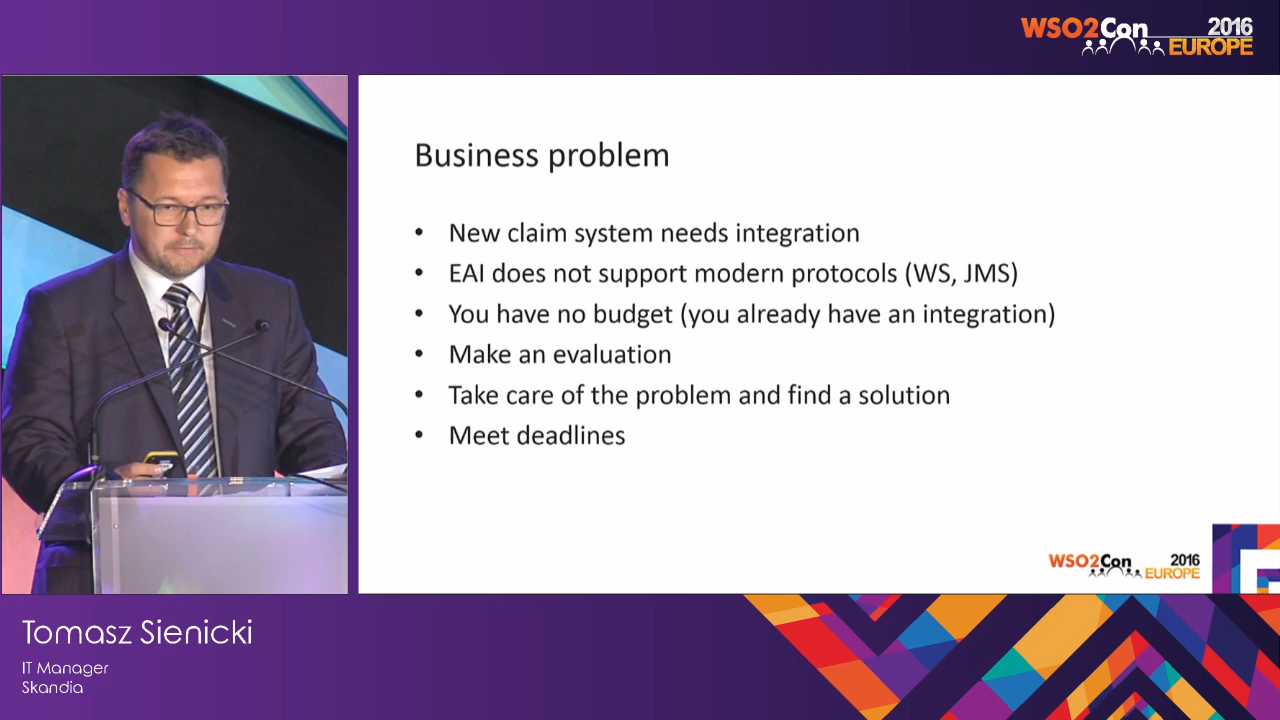 WSO2Con 2016
EUROPE
Business problem
• New claim system needs integration
• EAI does not support modern protocols (WS, JMS)
• You have no budget (you already have an integration)
• Make an evaluation
• Take care of the problem and find a solution
• Meet deadlines
WSO2Con 2016
EUROPE
Tomasz Sienicki
IT Manager
Skandia